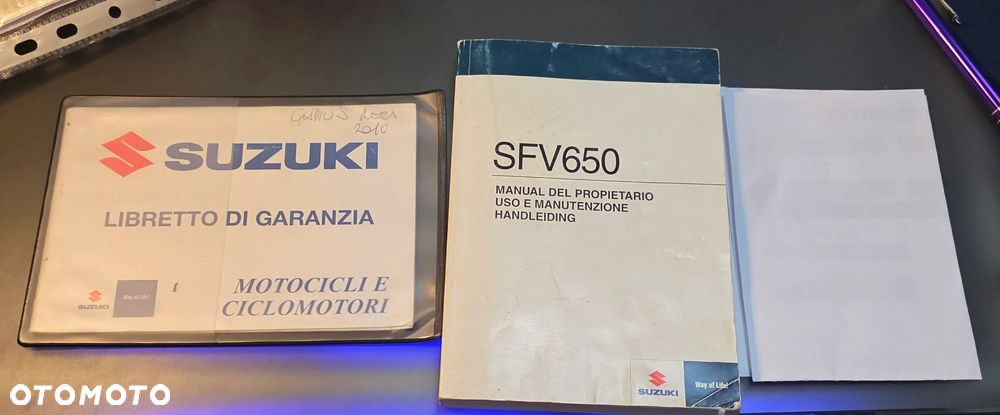 2010
SUZUKI
LIBRETTO DI GARANZIA
SUZUKI
Way of Life!
MOTOCICLI E
CICLOMOTORI
SFV650
MANUAL DEL PROPIETARIO
USO E MANUTENZIONE
HANDLEIDING
SUZUKI
Way of Life!
OTOMOTO